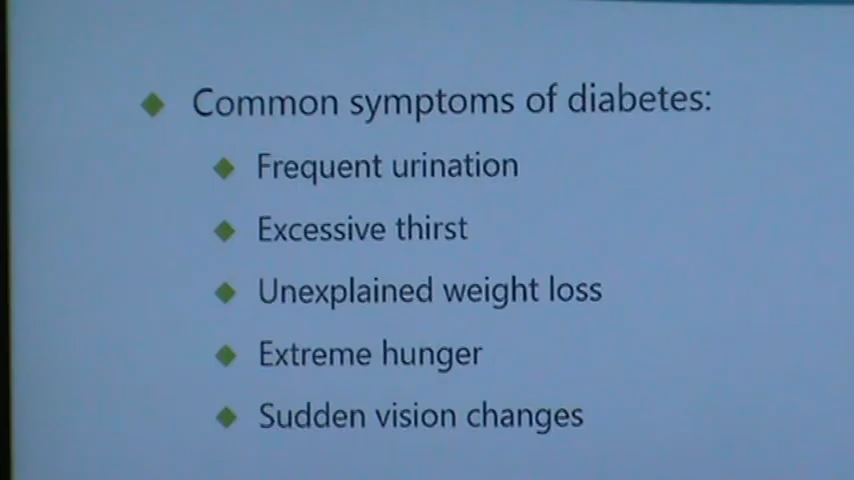 Common symptoms of diabetes:
Frequent urination
Excessive thirst
Unexplained weight loss
Extreme hunger
Sudden vision changes